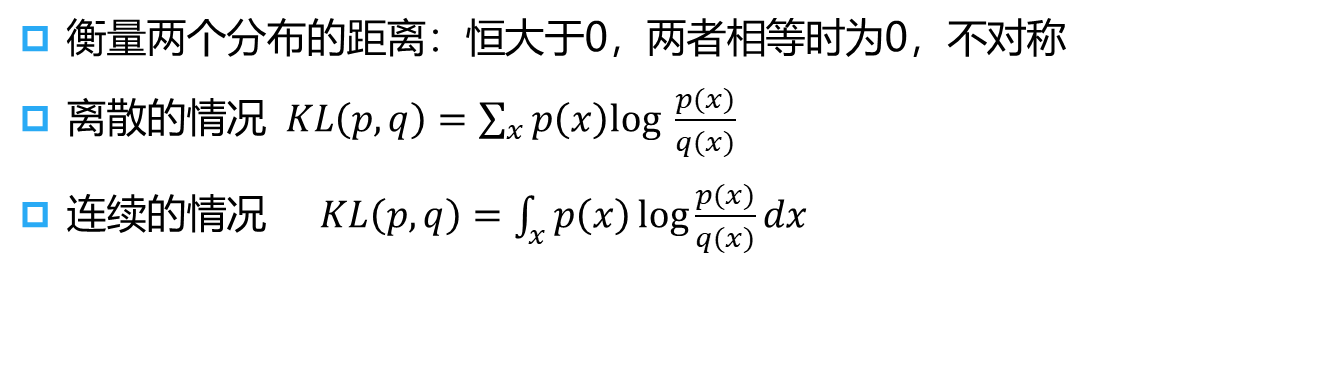 衡量两个分布的距离：恒大于0，两者相等时为0，不对称
离散的情况 KL(p,q) = ∑ₓ p(x)log p(x)/q(x)
连续的情况 KL(p,q) = ∫ₓ p(x) log p(x)/q(x) dx